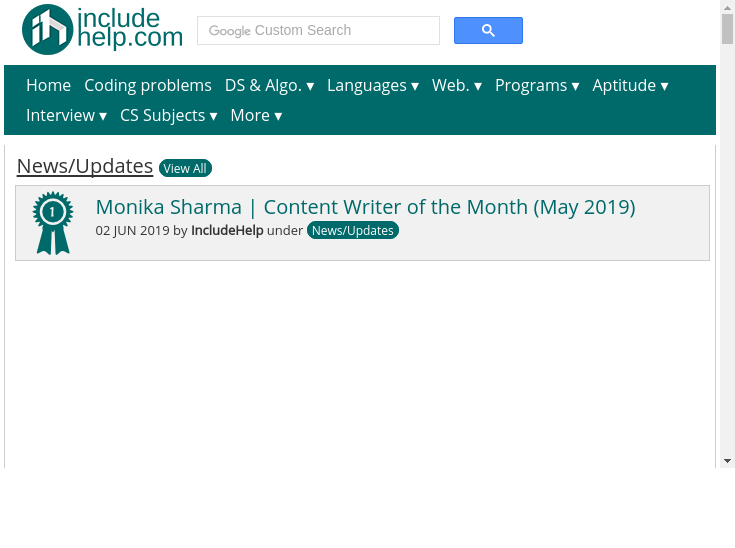 include
help.com
Google Custom Search
Home Coding problems DS & Algo. ▾ Languages ▾ Web. ▾ Programs ▾ Aptitude ▾
Interview ▾ CS Subjects ▾ More ▾
News/Updates View All
1
Monika Sharma | Content Writer of the Month (May 2019)
02 JUN 2019 by IncludeHelp under News/Updates